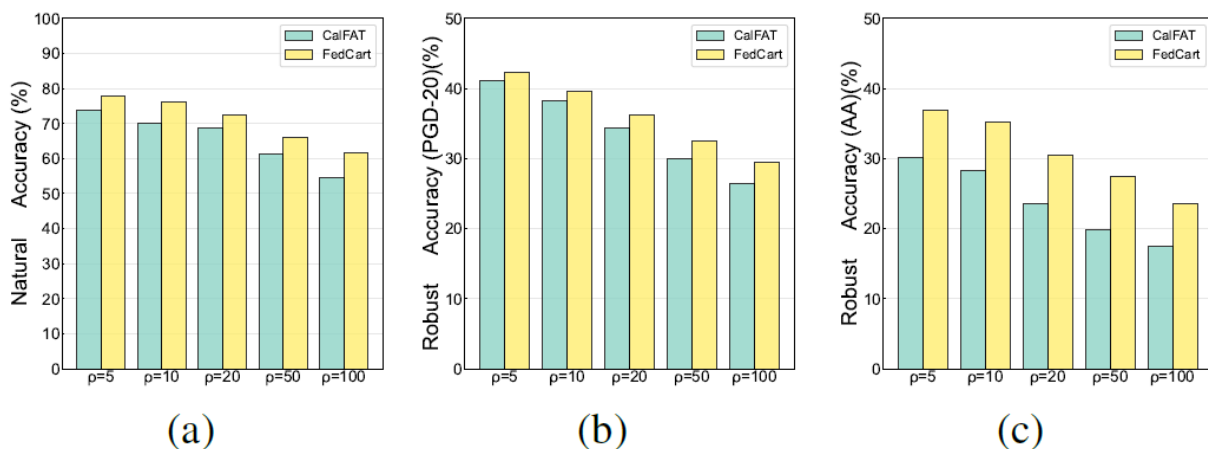 Natural Accuracy (%)
100
90
80
70
60
50
40
30
20
10
0
CalFAT
FedCart
ρ=5 ρ=10 ρ=20 ρ=50 ρ=100
(a)
Robust Accuracy (PGD-20)(%)
50
40
30
20
10
0
CalFAT
FedCart
ρ=5 ρ=10 ρ=20 ρ=50 ρ=100
(b)
Robust Accuracy (AA)(%)
50
40
30
20
10
0
CalFAT
FedCart
ρ=5 ρ=10 ρ=20 ρ=50 ρ=100
(c)